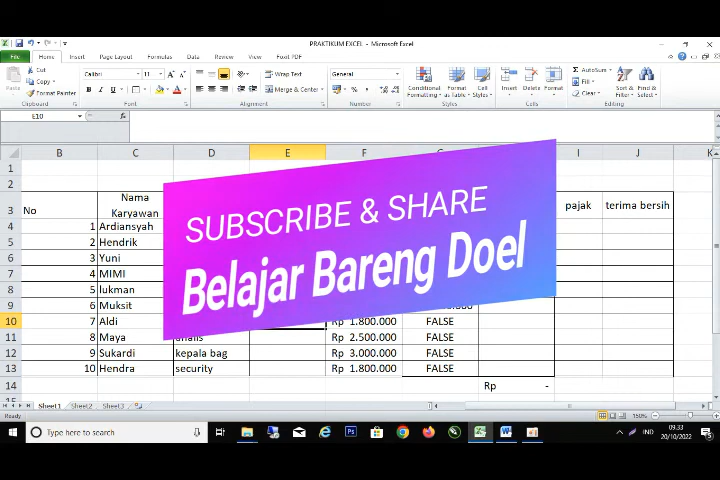 PRAKTIKUM EXCEL - Microsoft Excel
File Home Insert Page Layout Formulas Data Review View Foxit PDF
Paste Cut Copy Format Painter Clipboard
Calibri 11 B I U Font
Wrap Text Merge & Center Alignment
General % Number
Conditional Formatting Format as Table Cell Styles Styles
Insert Delete Format Cells
AutoSum Fill Clear Sort & Filter Find & Select Editing
E10 fx
B C D E F I J K
1
2
3 No Nama Karyawan pajak terima bersih
4 1 Ardiansyah
5 2 Hendrik
6 3 Yuni
7 4 MIMI
8 5 lukman
9 6 Muksit
10 7 Aldi Rp 1.800.000 FALSE
11 8 Maya Rp 2.500.000 FALSE
12 9 Sukardi kepala bag Rp 3.000.000 FALSE
13 10 Hendra security Rp 1.800.000 FALSE
14 Rp -
SUBSCRIBE & SHARE
Belajar Bareng Doel
Sheet1 Sheet2 Sheet3
Ready 150%
Type here to search
IND 09.33
20/10/2022